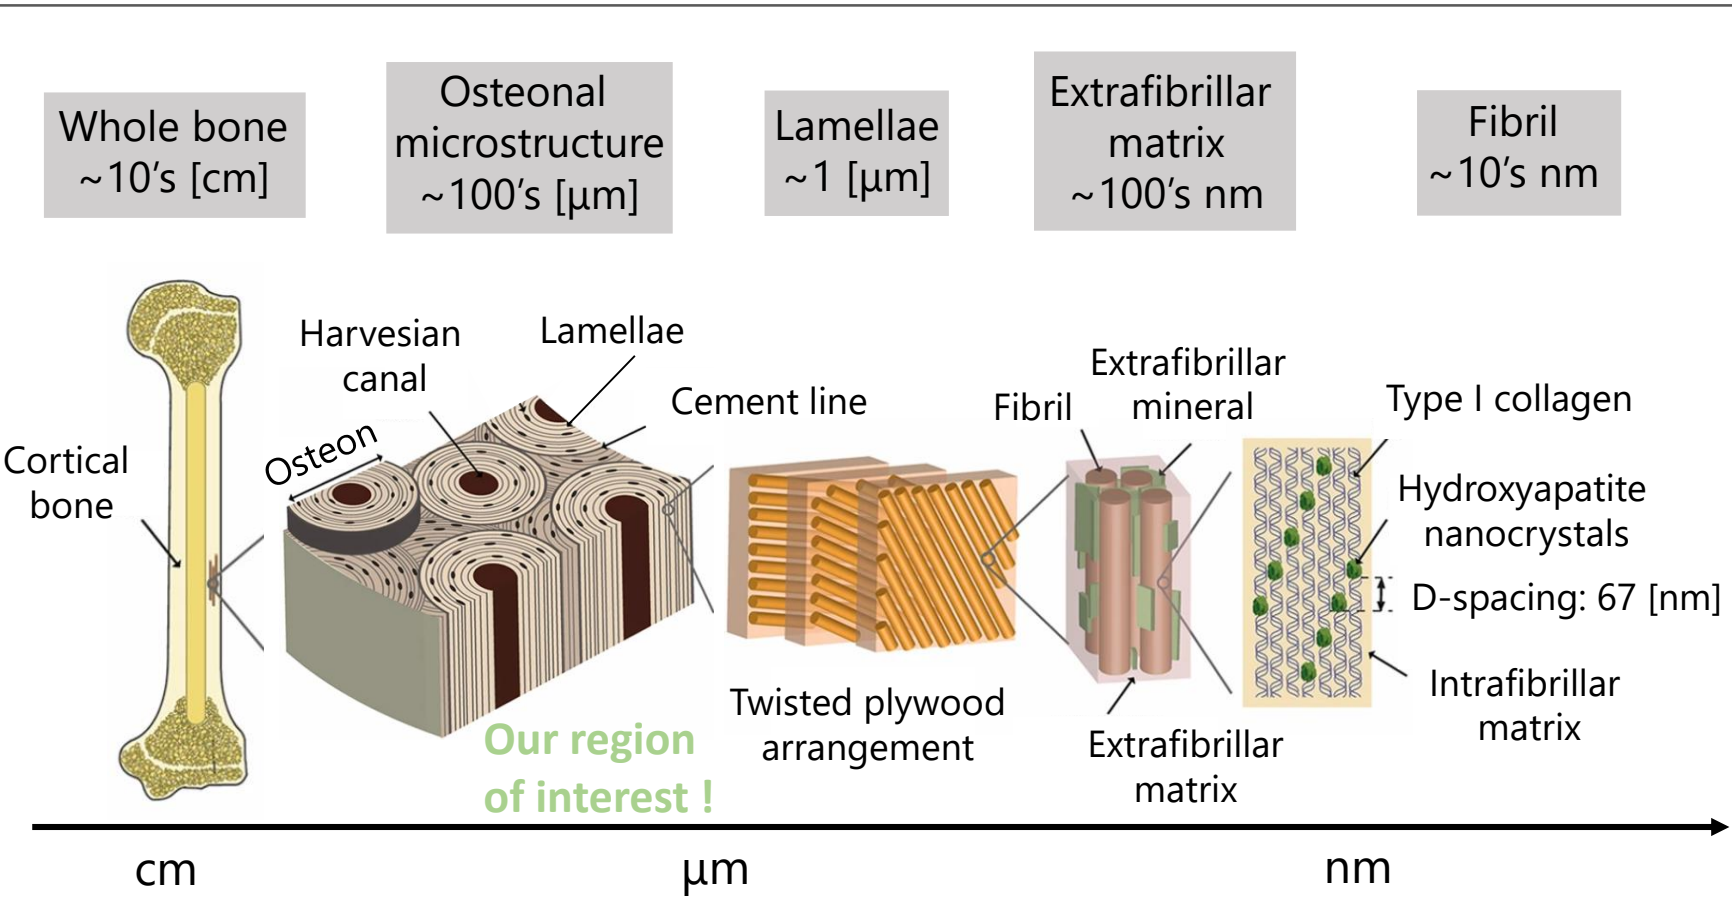 Whole bone
~10's [cm]
Osteonal
microstructure
~100's [μm]
Lamellae
~1 [μm]
Extrafibrillar
matrix
~100's nm
Fibril
~10's nm
Cortical
bone
Harvesian
canal
Lamellae
Osteon
Cement line
Our region
of interest !
Twisted plywood
arrangement
Fibril
Extrafibrillar
mineral
Extrafibrillar
matrix
Type I collagen
Hydroxyapatite
nanocrystals
D-spacing: 67 [nm]
Intrafibrillar
matrix
cm
μm
nm